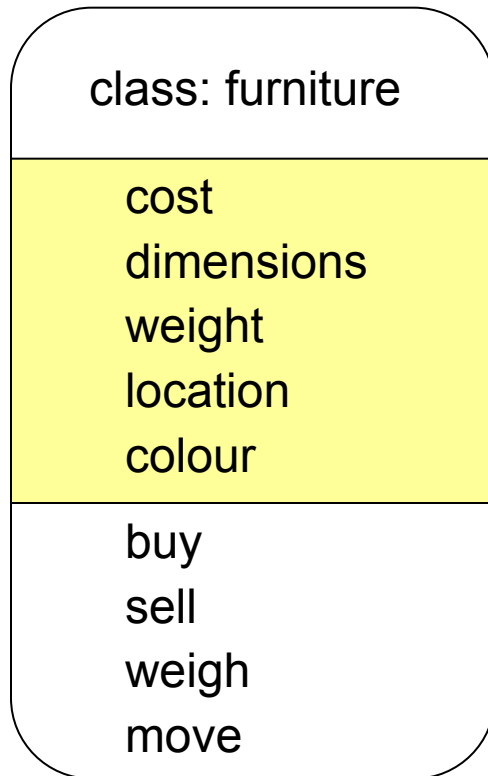 class: furniture
cost
dimensions
weight
location
colour
buy
sell
weigh
move